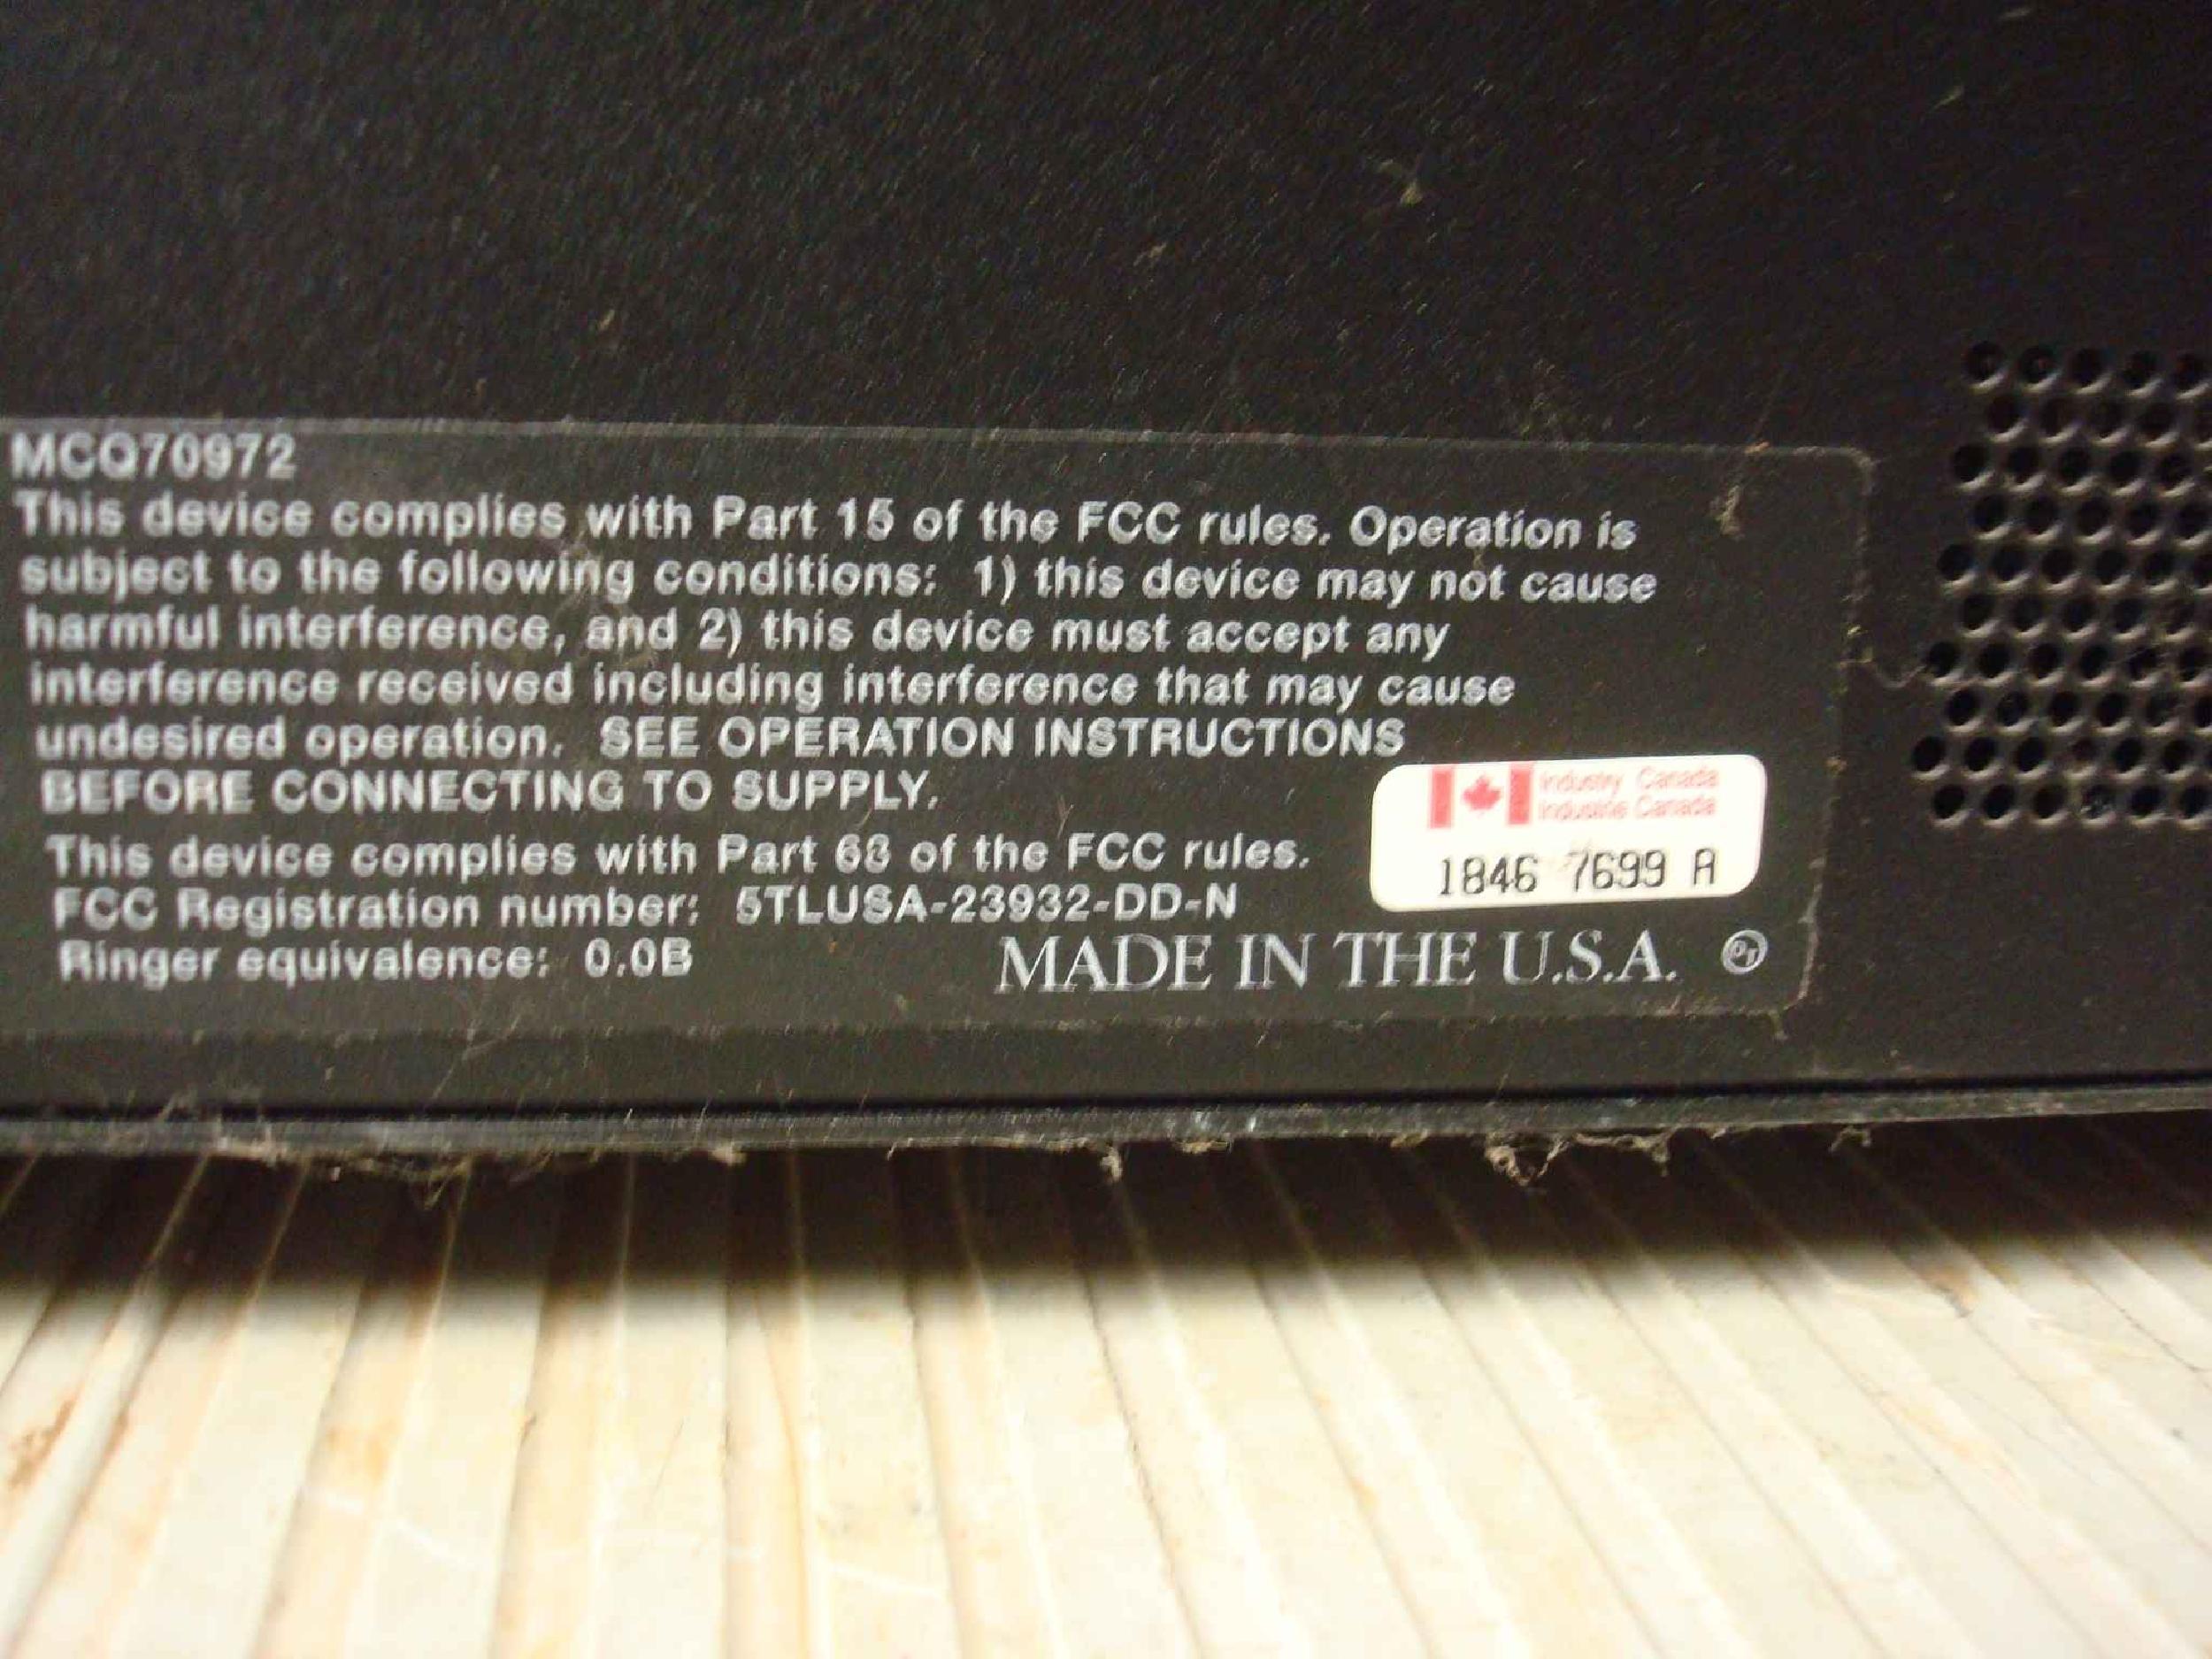 MCQ70972
This device complies with Part 15 of the FCC rules. Operation is
subject to the following conditions: 1) this device may not cause
harmful interference, and 2) this device must accept any
interference received including interference that may cause
undesired operation. SEE OPERATION INSTRUCTIONS
BEFORE CONNECTING TO SUPPLY.
This device complies with Part 68 of the FCC rules.
FCC Registration number: 5TLUSA-23932-DD-N
Ringer equivalence: 0.0B
Industry Canada
Industrie Canada
1846 7699 A
MADE IN THE U.S.A.